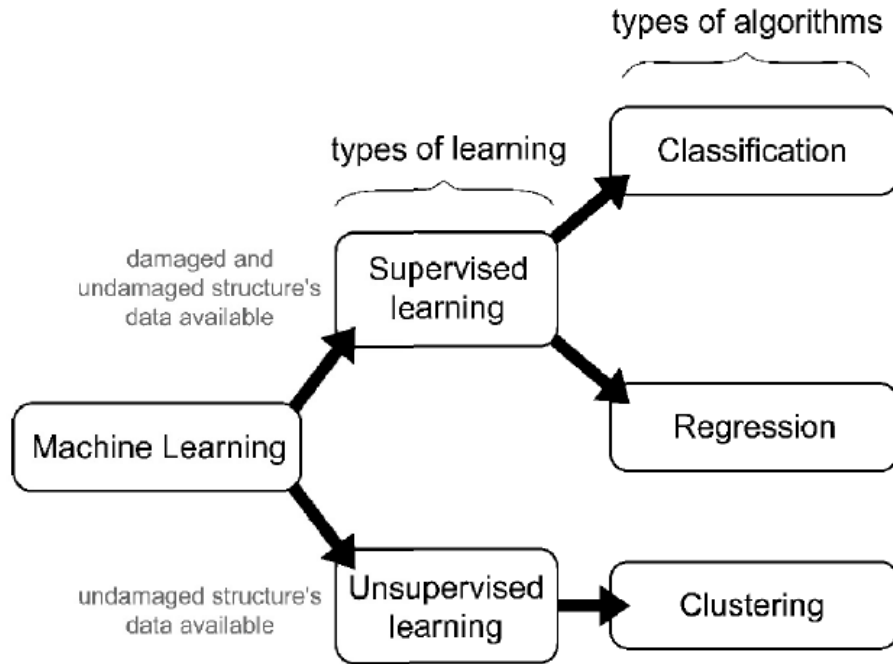 types of algorithms
Classification
types of learning
damaged and
undamaged structure's
data available
Supervised
learning
Machine Learning
Regression
undamaged structure's
data available
Unsupervised
learning
Clustering